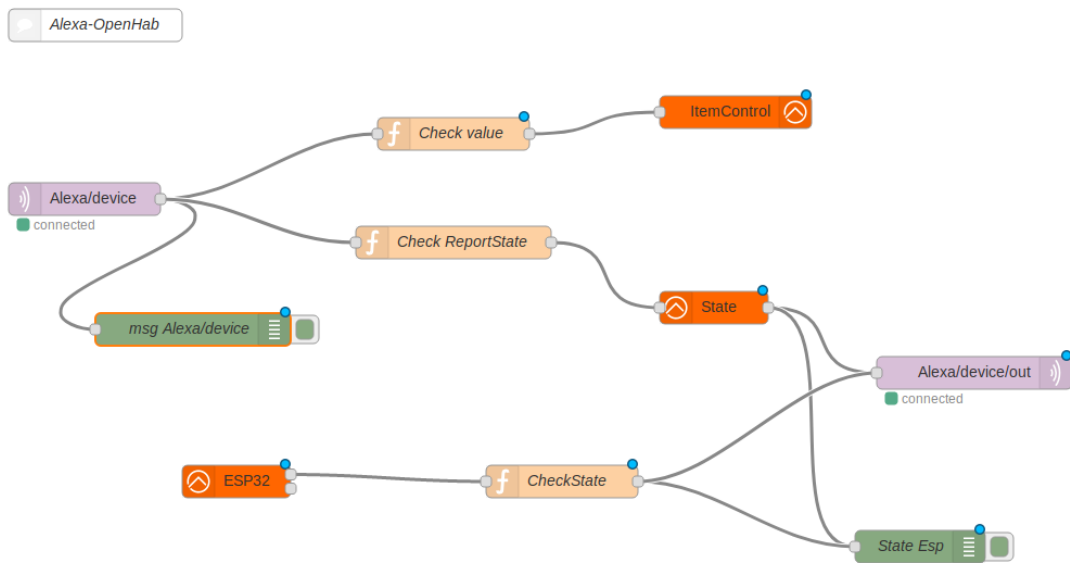 Alexa-OpenHab
ItemControl
Check value
Alexa/device
connected
Check ReportState
State
msg Alexa/device
Alexa/device/out
connected
ESP32
CheckState
State Esp